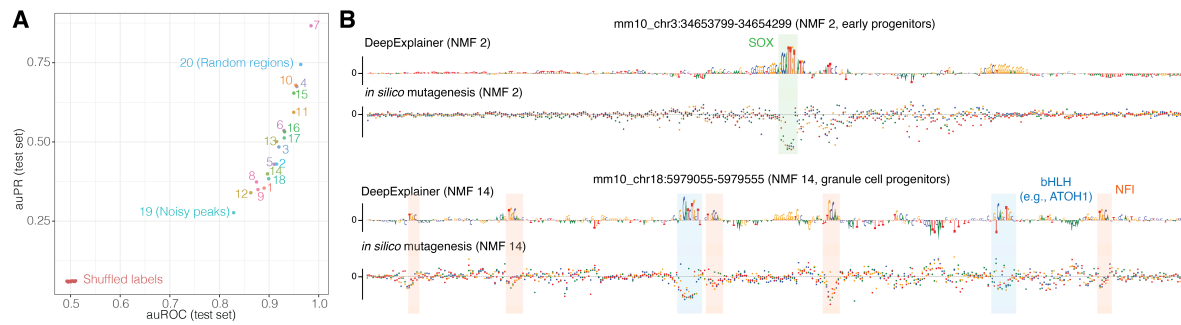 A
auPR (test set)
0.75
0.50
0.25
0.5
0.6
0.7
0.8
0.9
1.0
auROC (test set)
7
20 (Random regions)
10
4
15
11
6
16
13
17
3
5
2
14
8
18
12
1
9
19 (Noisy peaks)
Shuffled labels
B
mm10_chr3:34653799-34654299 (NMF 2, early progenitors)
DeepExplainer (NMF 2)
SOX
0
in silico mutagenesis (NMF 2)
0
mm10_chr18:5979055-5979555 (NMF 14, granule cell progenitors)
DeepExplainer (NMF 14)
bHLH
(e.g., ATOH1)
NFI
0
in silico mutagenesis (NMF 14)
0